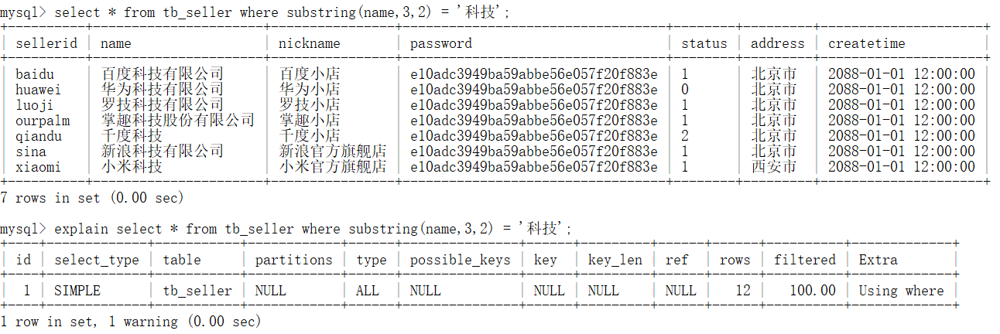 mysql> select * from tb_seller where substring(name,3,2) = '科技';
+----------+----------------------+----------------+----------------------------------+--------+---------+---------------------+
| sellerid | name | nickname | password | status | address | createtime |
| baidu | 百度科技有限公司 | 百度小店 | e10adc3949ba59abbe56e057f20f883e | 1 | 北京市 | 2088-01-01 12:00:00 |
| huawei | 华为科技有限公司 | 华为小店 | e10adc3949ba59abbe56e057f20f883e | 0 | 北京市 | 2088-01-01 12:00:00 |
| luoji | 罗技科技有限公司 | 罗技小店 | e10adc3949ba59abbe56e057f20f883e | 1 | 北京市 | 2088-01-01 12:00:00 |
| ourpalm | 掌趣科技股份有限公司 | 掌趣小店 | e10adc3949ba59abbe56e057f20f883e | 1 | 北京市 | 2088-01-01 12:00:00 |
| qiandu | 千度科技 | 千度小店 | e10adc3949ba59abbe56e057f20f883e | 2 | 北京市 | 2088-01-01 12:00:00 |
| sina | 新浪科技有限公司 | 新浪官方旗舰店 | e10adc3949ba59abbe56e057f20f883e | 1 | 北京市 | 2088-01-01 12:00:00 |
| xiaomi | 小米科技 | 小米官方旗舰店 | e10adc3949ba59abbe56e057f20f883e | 1 | 西安市 | 2088-01-01 12:00:00 |
7 rows in set (0.00 sec)
mysql> explain select * from tb_seller where substring(name,3,2) = '科技';
| id | select_type | table | partitions | type | possible_keys | key | key_len | ref | rows | filtered | Extra |
| 1 | SIMPLE | tb_seller | NULL | ALL | NULL | NULL | NULL | NULL | 12 | 100.00 | Using where |
1 row in set, 1 warning (0.00 sec)